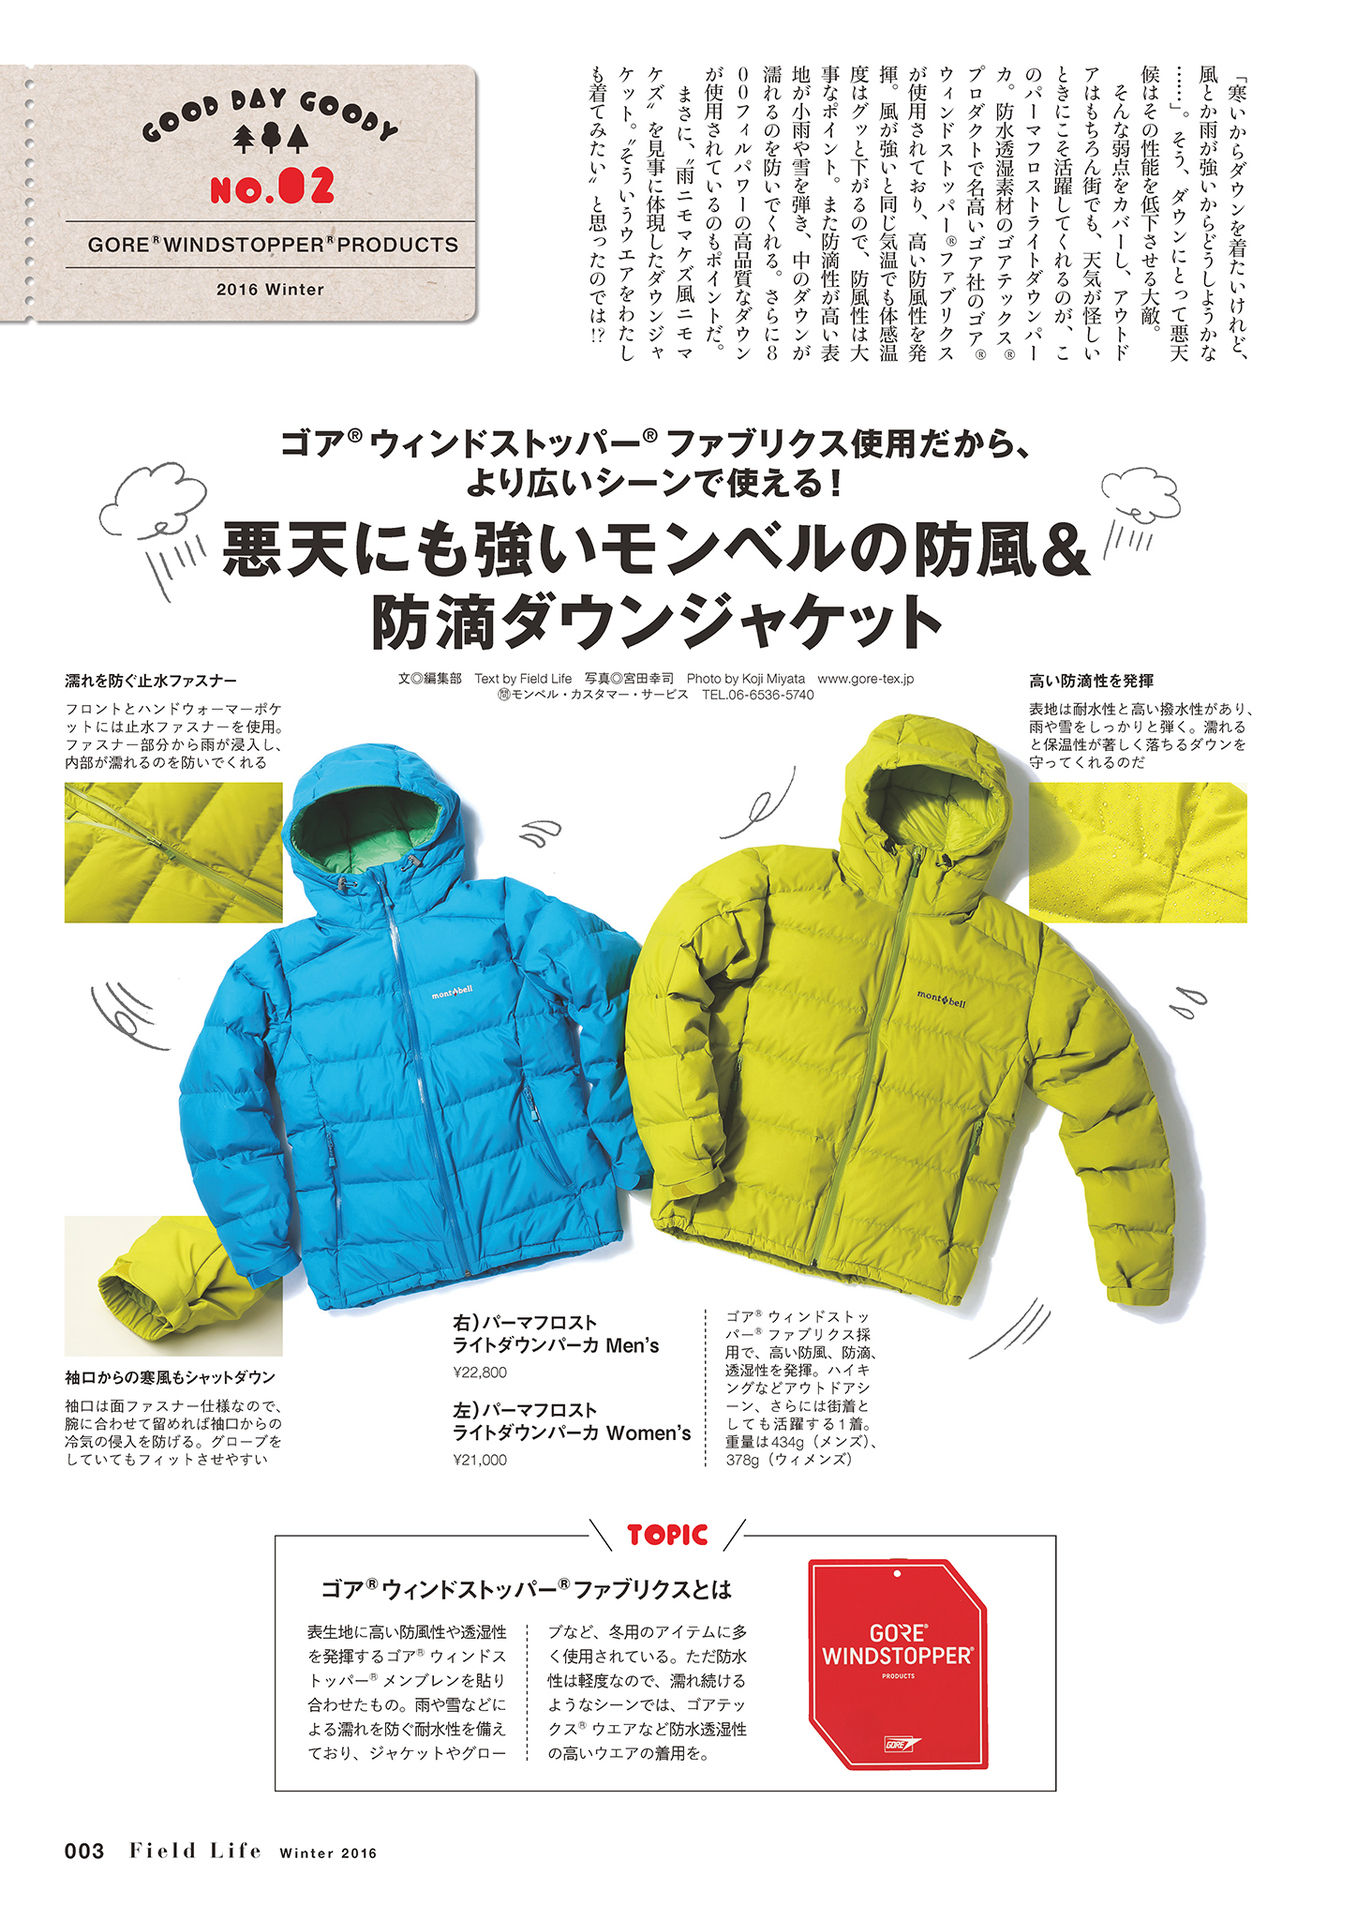 GOOD DAY GOODY
NO.02
GORE® WINDSTOPPER® PRODUCTS
2016 Winter
「寒いからダウンを着たいけれど、
風とか雨が強いからどうしようかな
……」。そう、ダウンにとって悪天
候はその性能を低下させる大敵。
そんな弱点をカバーし、アウトド
アはもちろん街でも、天気が怪しい
ときにこそ活躍してくれるのが、こ
のパーマフロストライトダウンパー
カ。防水透湿素材のゴアテックス®
プロダクトで名高いゴア社のゴア®
ウィンドストッパー®ファブリクス
が使用されており、高い防風性を発
揮。風が強いと同じ気温でも体感温
度はグッと下がるので、防風性は大
事なポイント。また防滴性が高い表
地が小雨や雪を弾き、中のダウンが
濡れるのを防いでくれる。さらに8
00フィルパワーの高品質なダウン
が使用されているのもポイントだ。
まさに、〝雨ニモマケズ風ニモマ
ケズ〟を見事に体現したダウンジャ
ケット。〝そういうウエアをわたし
も着てみたい〟と思ったのでは!?
ゴア®ウィンドストッパー®ファブリクス使用だから、
より広いシーンで使える!
悪天にも強いモンベルの防風&
防滴ダウンジャケット
文◎編集部 Text by Field Life 写真◎宮田幸司 Photo by Koji Miyata www.gore-tex.jp
㉄モンベル・カスタマー・サービス TEL.06-6536-5740
濡れを防ぐ止水ファスナー
フロントとハンドウォーマーポケ
ットには止水ファスナーを使用。
ファスナー部分から雨が浸入し、
内部が濡れるのを防いでくれる
高い防滴性を発揮
表地は耐水性と高い撥水性があり、
雨や雪をしっかりと弾く。濡れる
と保温性が著しく落ちるダウンを
守ってくれるのだ
mont-bell
mont-bell
袖口からの寒風もシャットダウン
袖口は面ファスナー仕様なので、
腕に合わせて留めれば袖口からの
冷気の侵入を防げる。グローブを
していてもフィットさせやすい
右)パーマフロスト
ライトダウンパーカ Men's
¥22,800
左)パーマフロスト
ライトダウンパーカ Women's
¥21,000
ゴア®ウィンドストッ
パー®ファブリクス採
用で、高い防風、防滴、
透湿性を発揮。ハイキ
ングなどアウトドアシ
ーン、さらには街着と
しても活躍する1着。
重量は434g(メンズ)、
378g(ウィメンズ)
TOPIC
ゴア®ウィンドストッパー®ファブリクスとは
表生地に高い防風性や透湿性
を発揮するゴア®ウィンドス
トッパー®メンブレンを貼り
合わせたもの。雨や雪などに
よる濡れを防ぐ耐水性を備え
ており、ジャケットやグロー
ブなど、冬用のアイテムに多
く使用されている。ただ防水
性は軽度なので、濡れ続ける
ようなシーンでは、ゴアテッ
クス®ウエアなど防水透湿性
の高いウエアの着用を。
GORE®
WINDSTOPPER®
PRODUCTS
GORE
003 Field Life Winter 2016